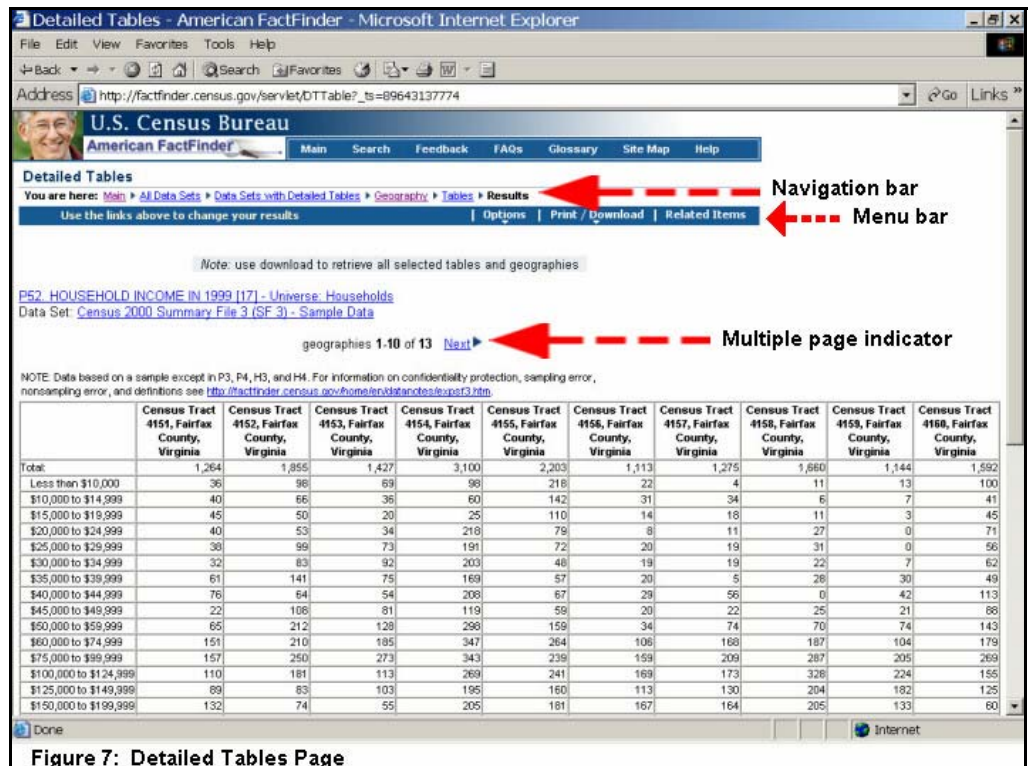 Detailed Tables - American FactFinder - Microsoft Internet Explorer
File Edit View Favorites Tools Help
Back Search Favorites
Address http://factfinder.census.gov/servlet/DTTable?_ts=89643137774 Go Links »
U.S. Census Bureau
American FactFinder Main Search Feedback FAQs Glossary Site Map Help
Detailed Tables
You are here: Main ▸ All Data Sets ▸ Data Sets with Detailed Tables ▸ Geography ▸ Tables ▸ Results
Navigation bar
Use the links above to change your results | Options | Print / Download | Related Items
Menu bar
Note: use download to retrieve all selected tables and geographies
P52. HOUSEHOLD INCOME IN 1999 [17] - Universe: Households
Data Set: Census 2000 Summary File 3 (SF 3) - Sample Data
geographies 1-10 of 13 Next
Multiple page indicator
NOTE: Data based on a sample except in P3, P4, H3, and H4. For information on confidentiality protection, sampling error,
nonsampling error, and definitions see http://factfinder.census.gov/home/en/datanotes/expsf3.htm.
Census Tract Census Tract Census Tract Census Tract Census Tract Census Tract Census Tract Census Tract Census Tract Census Tract
4151, Fairfax 4152, Fairfax 4153, Fairfax 4154, Fairfax 4155, Fairfax 4156, Fairfax 4157, Fairfax 4158, Fairfax 4159, Fairfax 4160, Fairfax
County, County, County, County, County, County, County, County, County, County,
Virginia Virginia Virginia Virginia Virginia Virginia Virginia Virginia Virginia Virginia
Total: 1,264 1,855 1,427 3,100 2,203 1,113 1,275 1,660 1,144 1,592
Less than $10,000 36 98 69 98 218 22 4 11 13 100
$10,000 to $14,999 40 66 36 60 142 31 34 6 7 41
$15,000 to $19,999 45 50 20 25 110 14 18 11 3 45
$20,000 to $24,999 40 53 34 218 79 8 11 27 0 71
$25,000 to $29,999 38 99 73 191 72 20 19 31 0 56
$30,000 to $34,999 32 83 92 203 48 19 19 22 7 62
$35,000 to $39,999 61 141 75 169 57 20 5 28 30 49
$40,000 to $44,999 76 64 54 208 67 29 56 0 42 113
$45,000 to $49,999 22 108 81 119 59 20 22 25 21 88
$50,000 to $59,999 65 212 128 298 159 34 74 70 74 143
$60,000 to $74,999 151 210 185 347 264 106 168 187 104 179
$75,000 to $99,999 157 250 273 343 239 159 209 287 205 269
$100,000 to $124,999 110 181 113 269 241 169 173 328 224 155
$125,000 to $149,999 89 83 103 195 160 113 130 204 182 125
$150,000 to $199,999 132 74 55 205 181 167 164 205 133 60
Done Internet
Figure 7: Detailed Tables Page